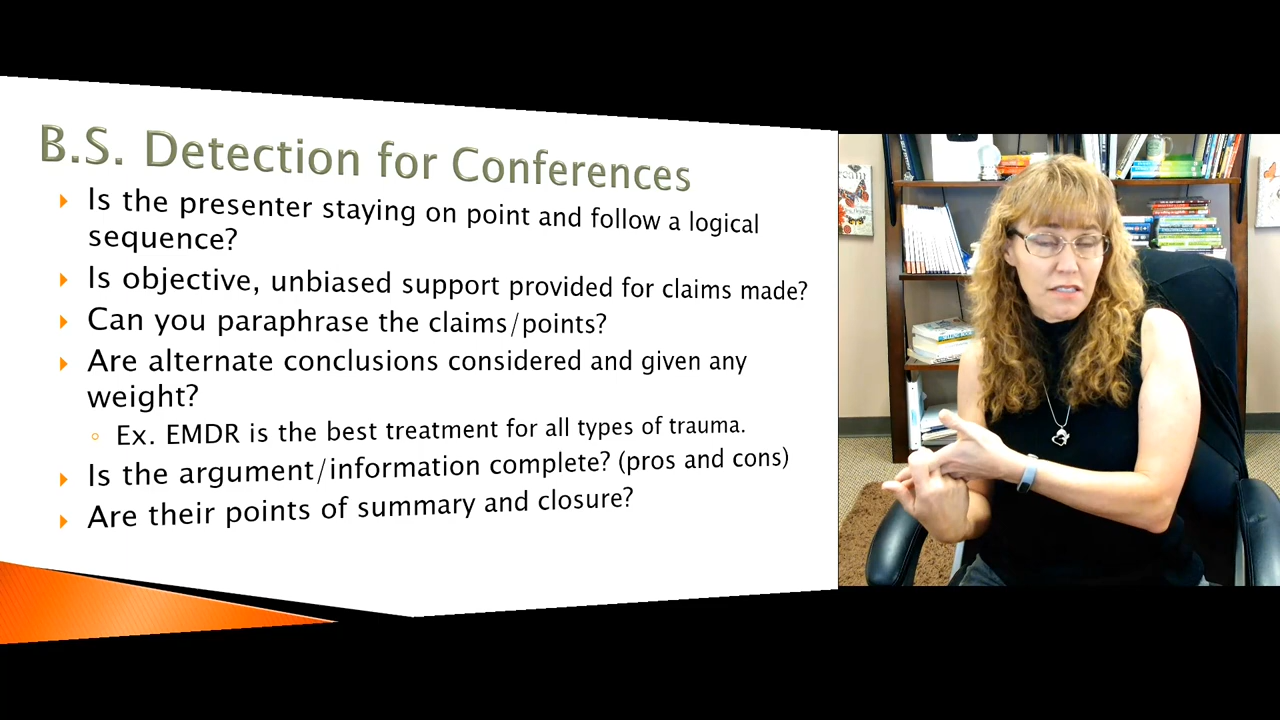 B.S. Detection for Conferences
Is the presenter staying on point and follow a logical
sequence?
Is objective, unbiased support provided for claims made?
Can you paraphrase the claims/points?
Are alternate conclusions considered and given any
weight?
Ex. EMDR is the best treatment for all types of trauma.
Is the argument/information complete? (pros and cons)
Are their points of summary and closure?